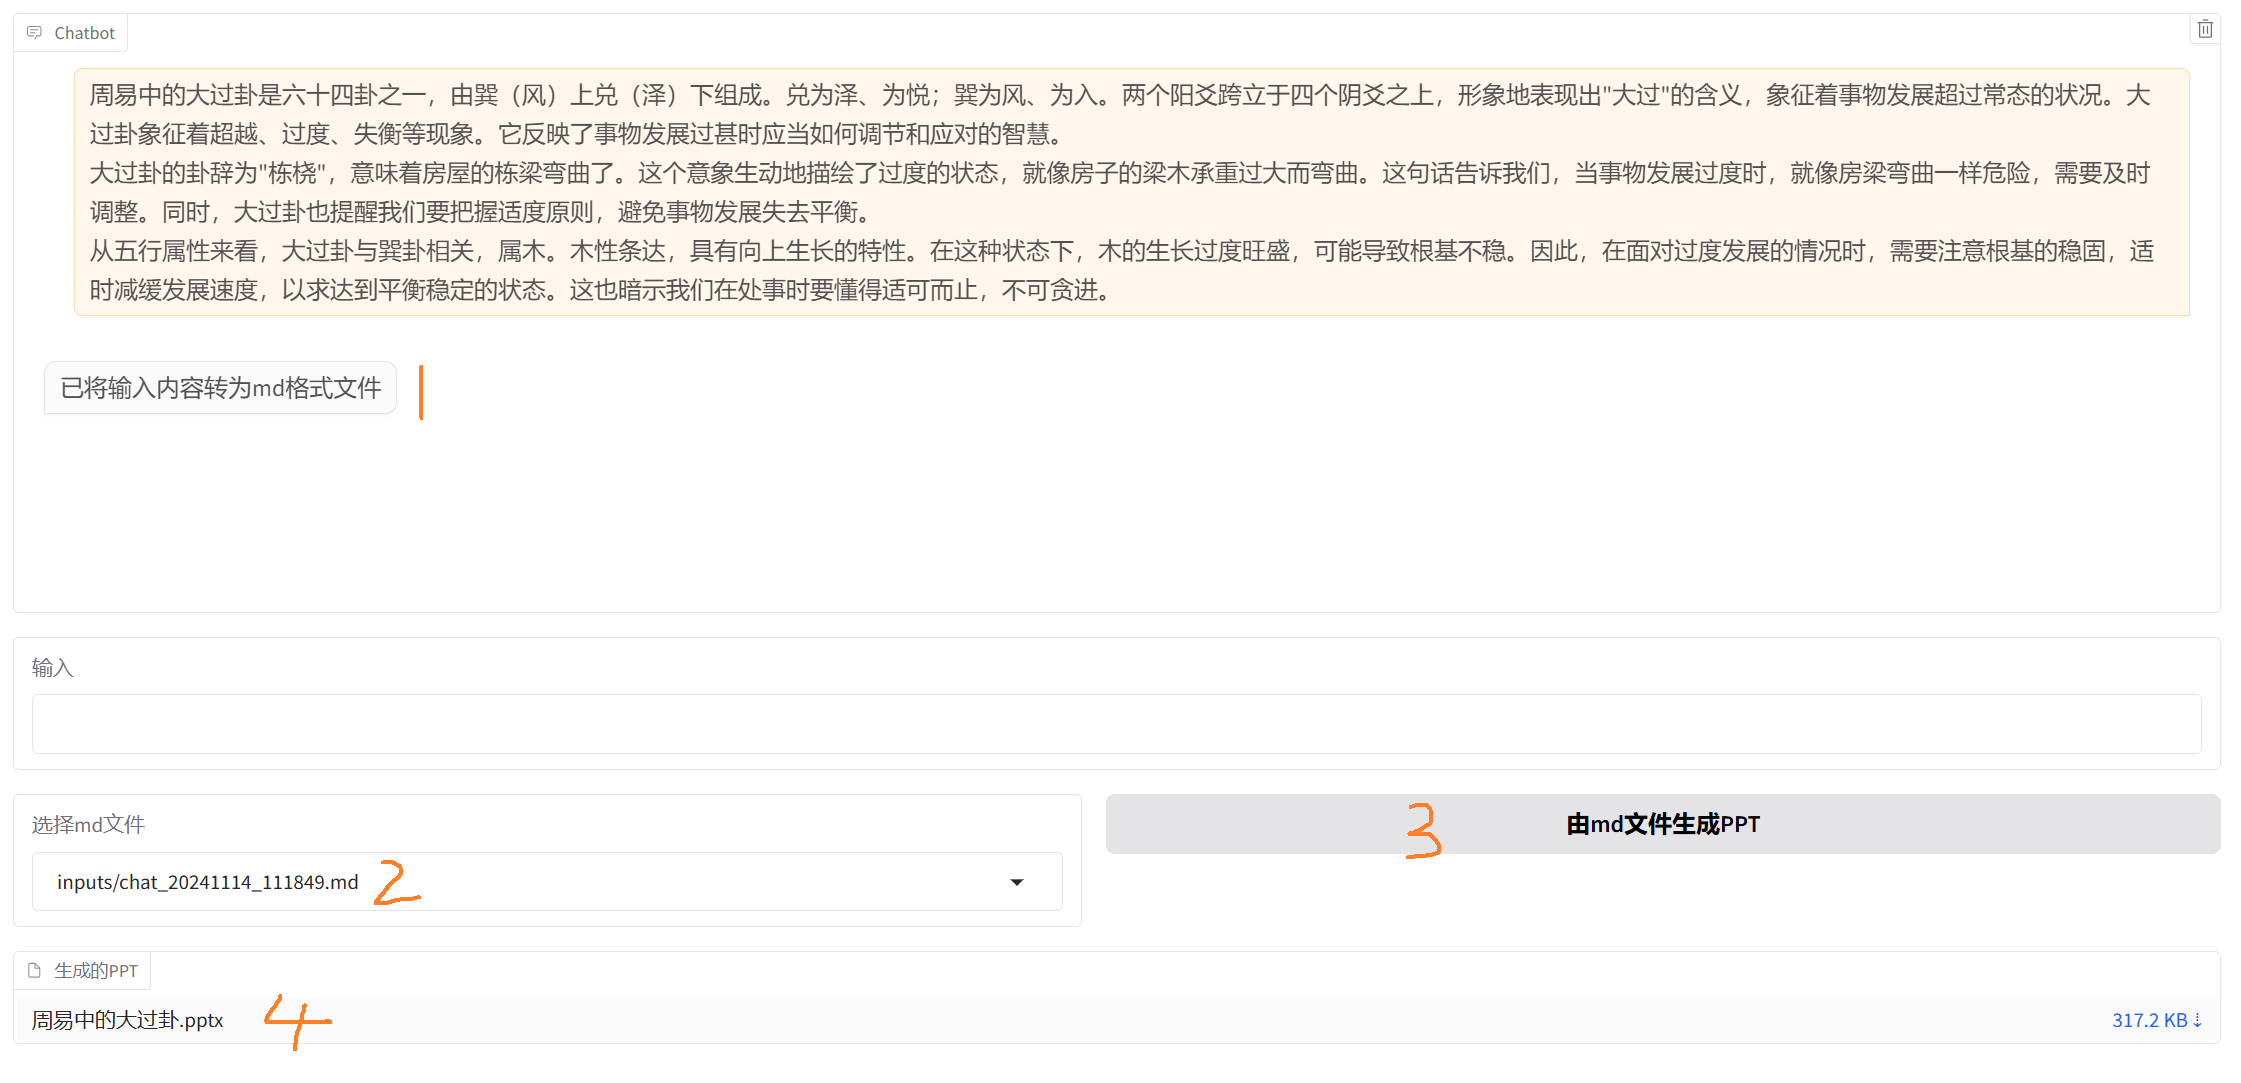 Chatbot
周易中的大过卦是六十四卦之一，由巽（风）上兑（泽）下组成。兑为泽、为悦；巽为风、为入。两个阳爻跨立于四个阴爻之上，形象地表现出"大过"的含义，象征着事物发展超过常态的状况。大
过卦象征着超越、过度、失衡等现象。它反映了事物发展过甚时应当如何调节和应对的智慧。
大过卦的卦辞为"栋桡"，意味着房屋的栋梁弯曲了。这个意象生动地描绘了过度的状态，就像房子的梁木承重过大而弯曲。这句话告诉我们，当事物发展过度时，就像房梁弯曲一样危险，需要及时
调整。同时，大过卦也提醒我们要把握适度原则，避免事物发展失去平衡。
从五行属性来看，大过卦与巽卦相关，属木。木性条达，具有向上生长的特性。在这种状态下，木的生长过度旺盛，可能导致根基不稳。因此，在面对过度发展的情况时，需要注意根基的稳固，适
时减缓发展速度，以求达到平衡稳定的状态。这也暗示我们在处事时要懂得适可而止，不可贪进。
已将输入内容转为md格式文件 1
输入
选择md文件
inputs/chat_20241114_111849.md 2
3 由md文件生成PPT
生成的PPT
周易中的大过卦.pptx 4 317.2 KB ⇣